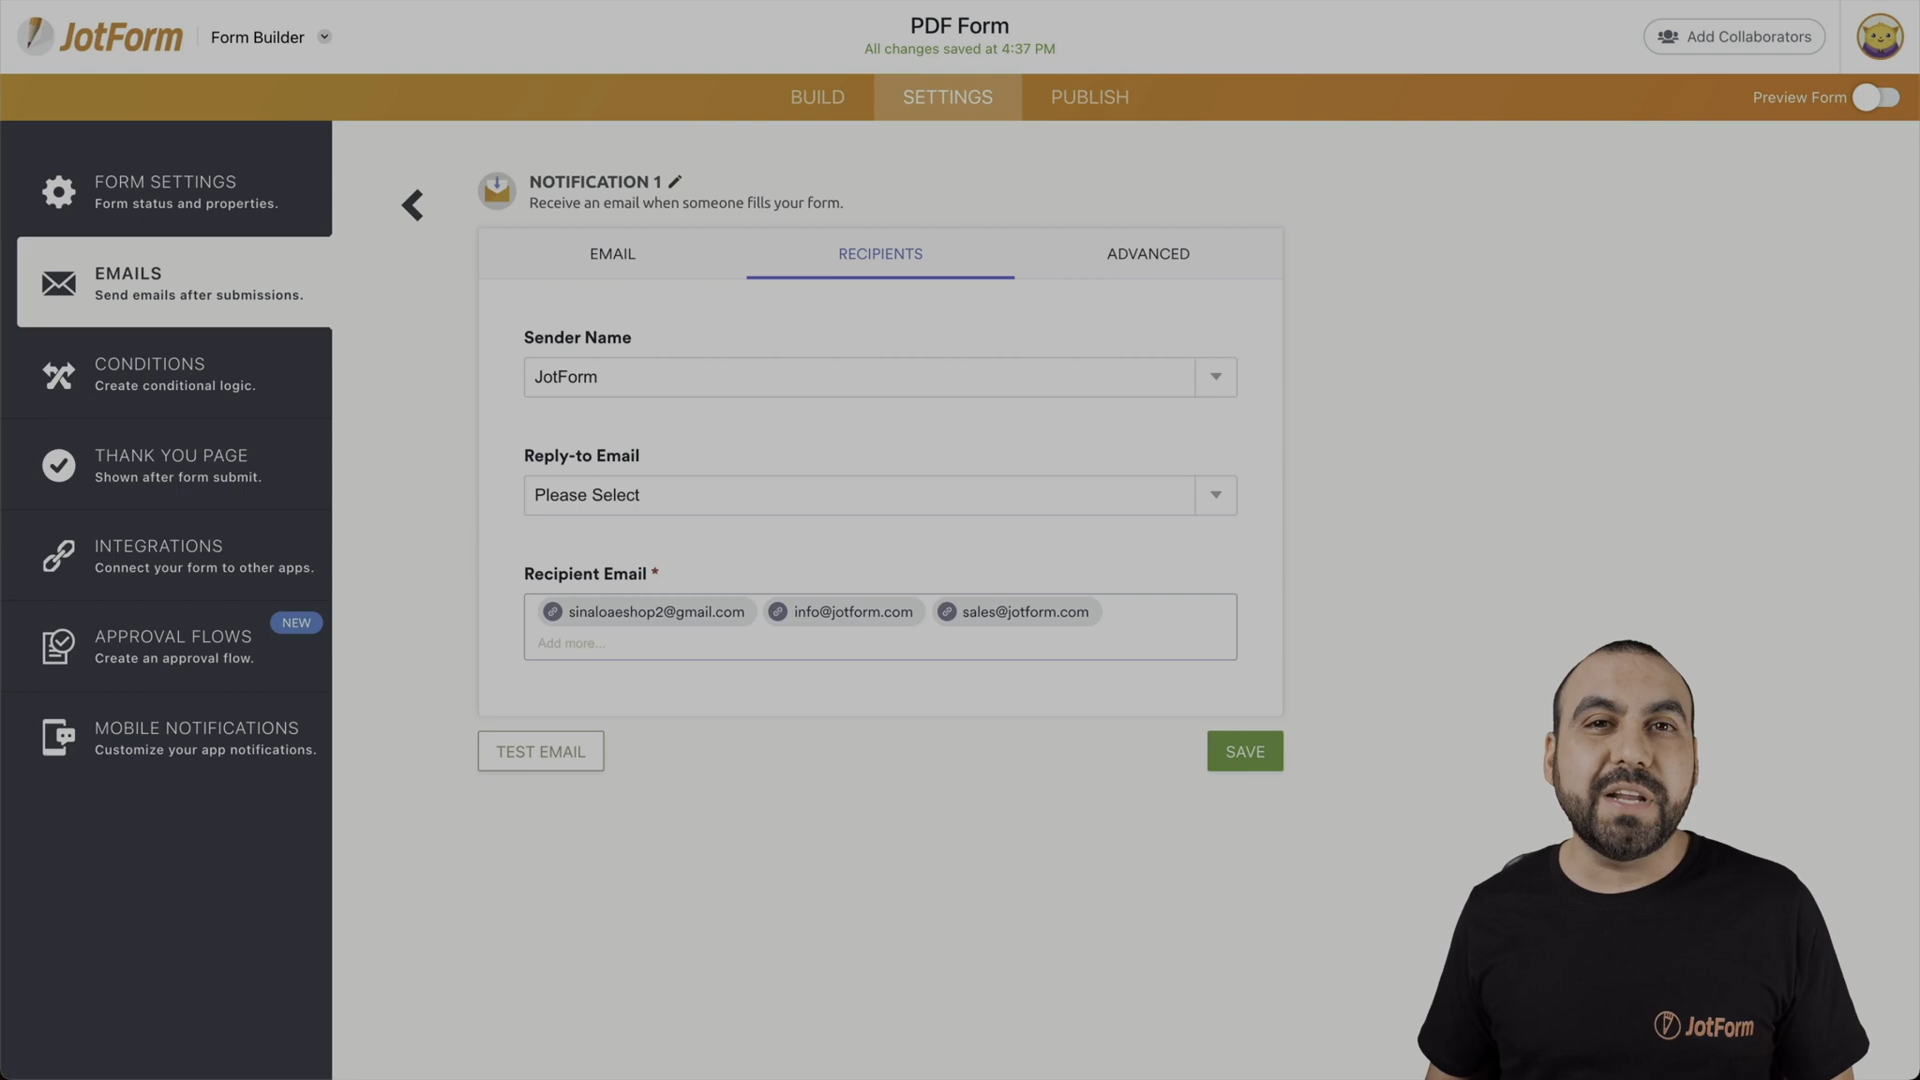 JotForm
Form Builder
PDF Form
All changes saved at 4:37 PM
Add Collaborators
BUILD
SETTINGS
PUBLISH
Preview Form
FORM SETTINGS
Form status and properties.
EMAILS
Send emails after submissions.
CONDITIONS
Create conditional logic.
THANK YOU PAGE
Shown after form submit.
INTEGRATIONS
Connect your form to other apps.
NEW
APPROVAL FLOWS
Create an approval flow.
MOBILE NOTIFICATIONS
Customize your app notifications.
NOTIFICATION 1
Receive an email when someone fills your form.
EMAIL
RECIPIENTS
ADVANCED
Sender Name
JotForm
Reply-to Email
Please Select
Recipient Email *
sinaloaeshop2@gmail.com
info@jotform.com
sales@jotform.com
Add more...
TEST EMAIL
SAVE
JotForm